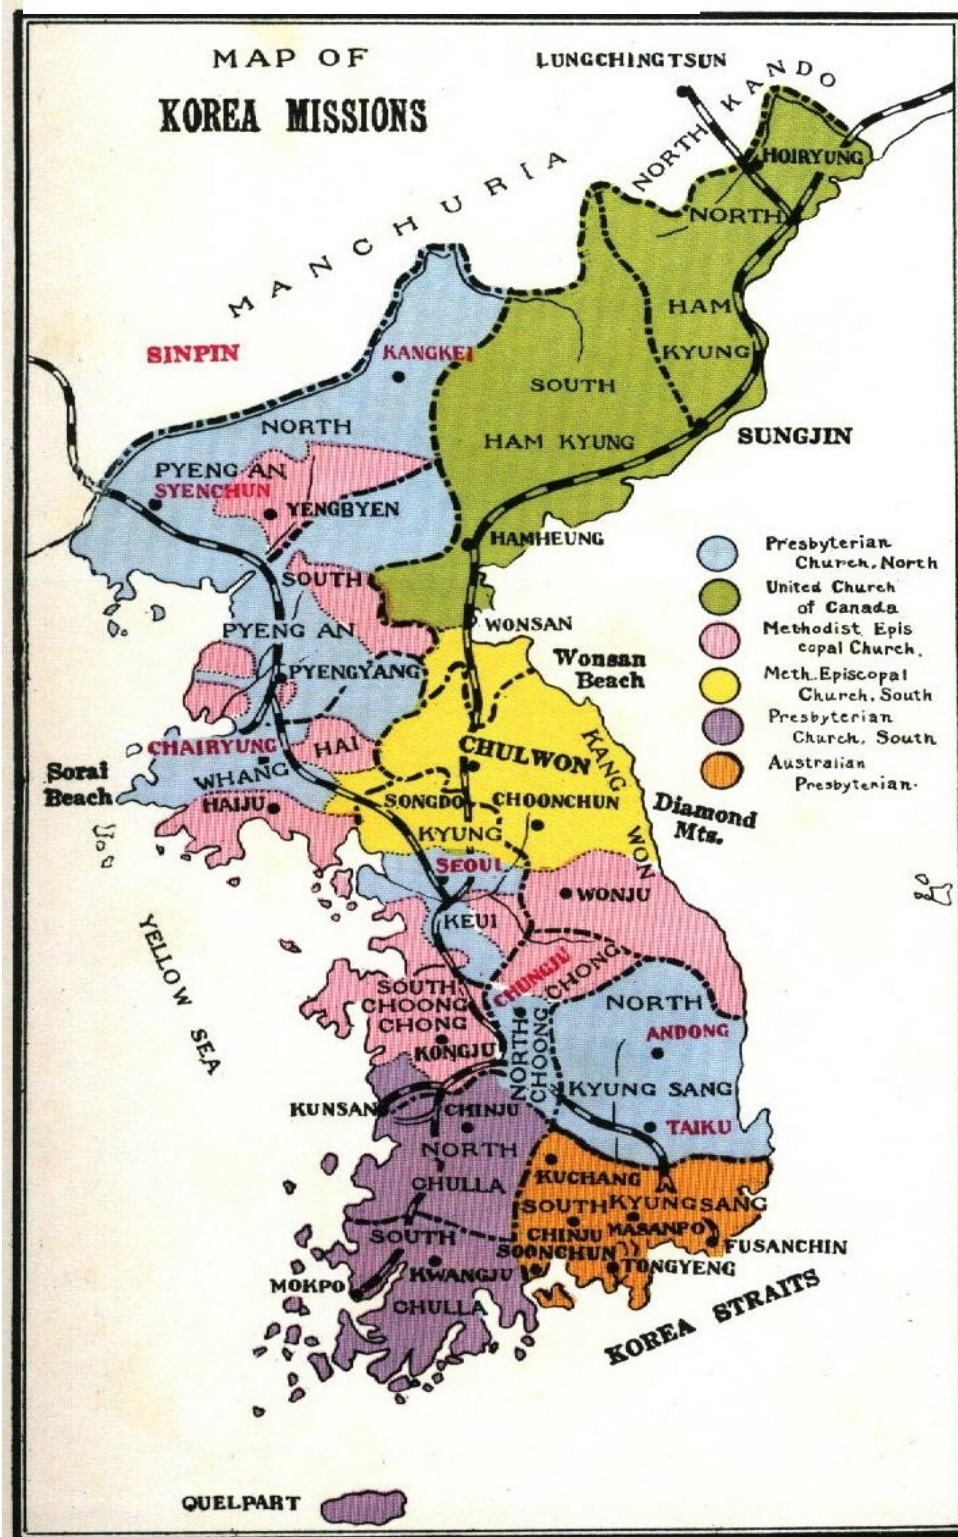 MAP OF
KOREA MISSIONS
LUNGCHINGTSUN
NORTH KANDO
HOIRYUNG
MANCHURIA
NORTH
HAM
KYUNG
SINPIN
KANGKEI
SOUTH
HAM KYUNG
SUNGJIN
NORTH
PYENG AN
SYENCHUN
YENGBYEN
HAMHEUNG
Presbyterian
Church, North
United Church
of Canada
Methodist Epis
copal Church.
Meth. Episcopal
Church, South
Presbyterian
Church, South
Australian
Presbyterian.
SOUTH
PYENG AN
WONSAN
PYENGYANG
Wonsan
Beach
CHAIRYUNG
HAI
CHULWON
KANG
WON
Sorai
Beach
WHANG
HAIJU
SONGDO
CHOONCHUN
Diamond
Mts.
KYUNG
SEOUL
WONJU
KEUI
YELLOW SEA
CHUNGJU
CHONG
SOUTH
CHOONG
CHONG
NORTH
ANDONG
KONGJU
NORTH
CHOONG
KYUNG SANG
KUNSAN
CHINJU
TAIKU
NORTH
CHULLA
KUCHANG
SOUTH
KYUNGSANG
SOUTH
CHINJU
MASANPO
SOONCHUN
FUSANCHIN
MOKPO
KWANGJU
TONGYENG
CHULLA
KOREA STRAITS
QUELPART